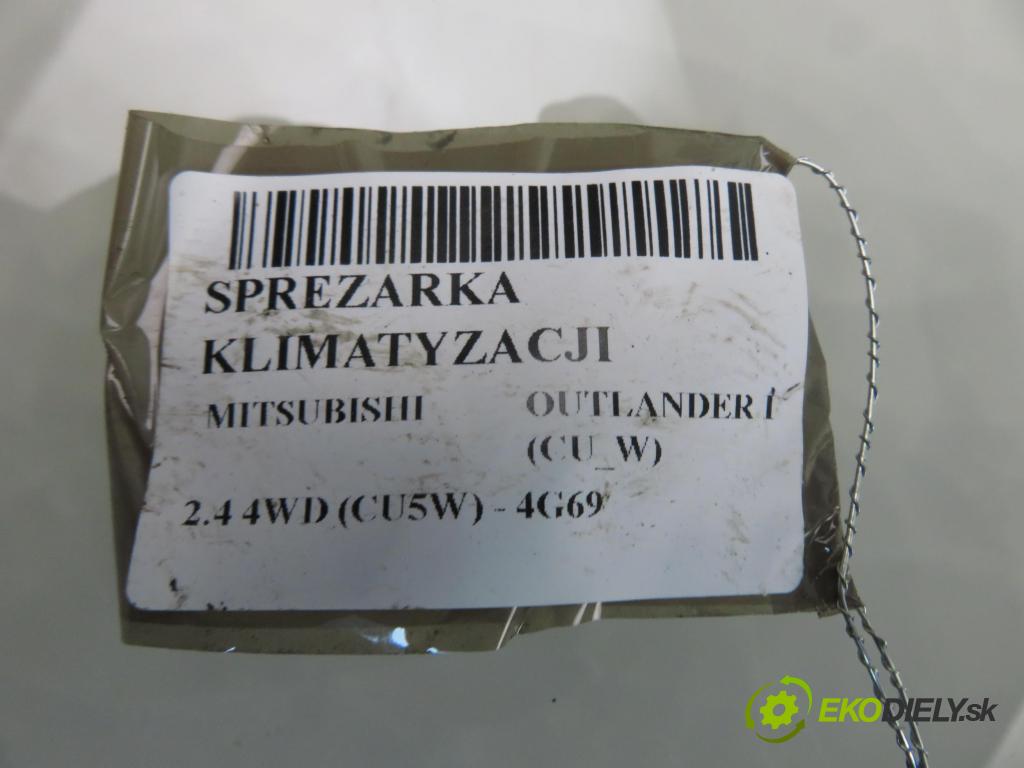 SPREZARKA
KLIMATYZACJI
MITSUBISHI OUTLANDER I
(CU_W)
2.4 4WD (CU5W) - 4G69
EKODIELY.sk